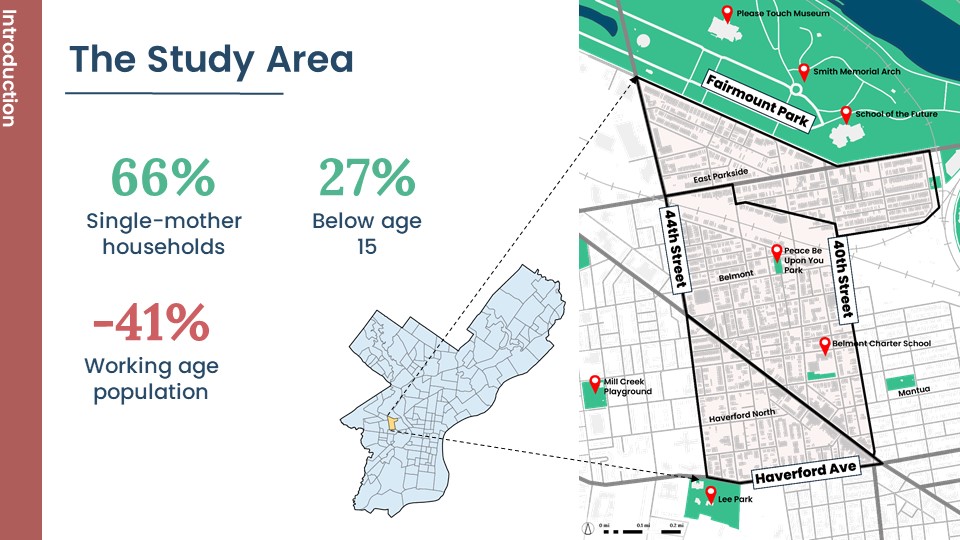 Introduction
The Study Area
66%
Single-mother
households
27%
Below age
15
-41%
Working age
population
Please Touch Museum
Smith Memorial Arch
Fairmount Park
School of the Future
East Parkside
44th Street
40th Street
Peace Be
Upon You
Park
Belmont
Belmont Charter School
Mill Creek
Playground
Mantua
Haverford North
Haverford Ave
Lee Park
0 mi
0.1 mi
0.2 mi